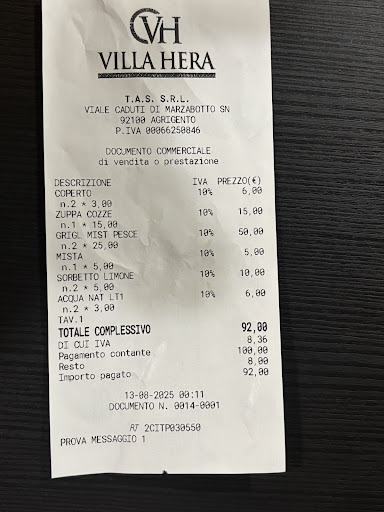 VH
VILLA HERA
T.A.S. S.R.L.
VIALE CADUTI DI MARZABOTTO SN
92100 AGRIGENTO
P.IVA 00066250846
DOCUMENTO COMMERCIALE
di vendita o prestazione
DESCRIZIONE IVA PREZZO(€)
COPERTO 10% 6,00
n.2 * 3,00
ZUPPA COZZE 10% 15,00
n.1 * 15,00
GRIGL MIST PESCE 10% 50,00
n.2 * 25,00
MISTA 10% 5,00
n.1 * 5,00
SORBETTO LIMONE 10% 10,00
n.2 * 5,00
ACQUA NAT LT1 10% 6,00
n.2 * 3,00
TAV.1
TOTALE COMPLESSIVO 92,00
DI CUI IVA 8,36
Pagamento contante 100,00
Resto 8,00
Importo pagato 92,00
13-08-2025 00:11
DOCUMENTO N. 0014-0001
RT 2CITP030550
PROVA MESSAGGIO 1